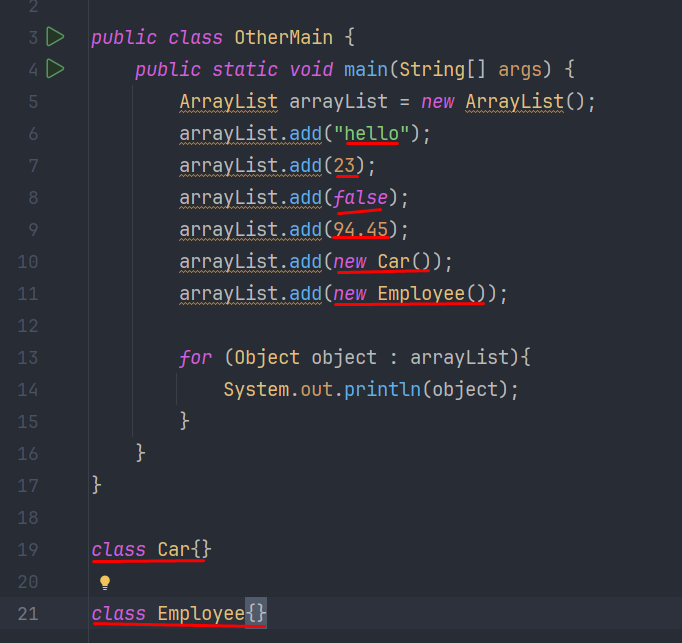 2
3 public class OtherMain {
4 public static void main(String[] args) {
5 ArrayList arrayList = new ArrayList();
6 arrayList.add("hello");
7 arrayList.add(23);
8 arrayList.add(false);
9 arrayList.add(94.45);
10 arrayList.add(new Car());
11 arrayList.add(new Employee());
12
13 for (Object object : arrayList){
14 System.out.println(object);
15 }
16 }
17 }
18
19 class Car{}
20
21 class Employee{}